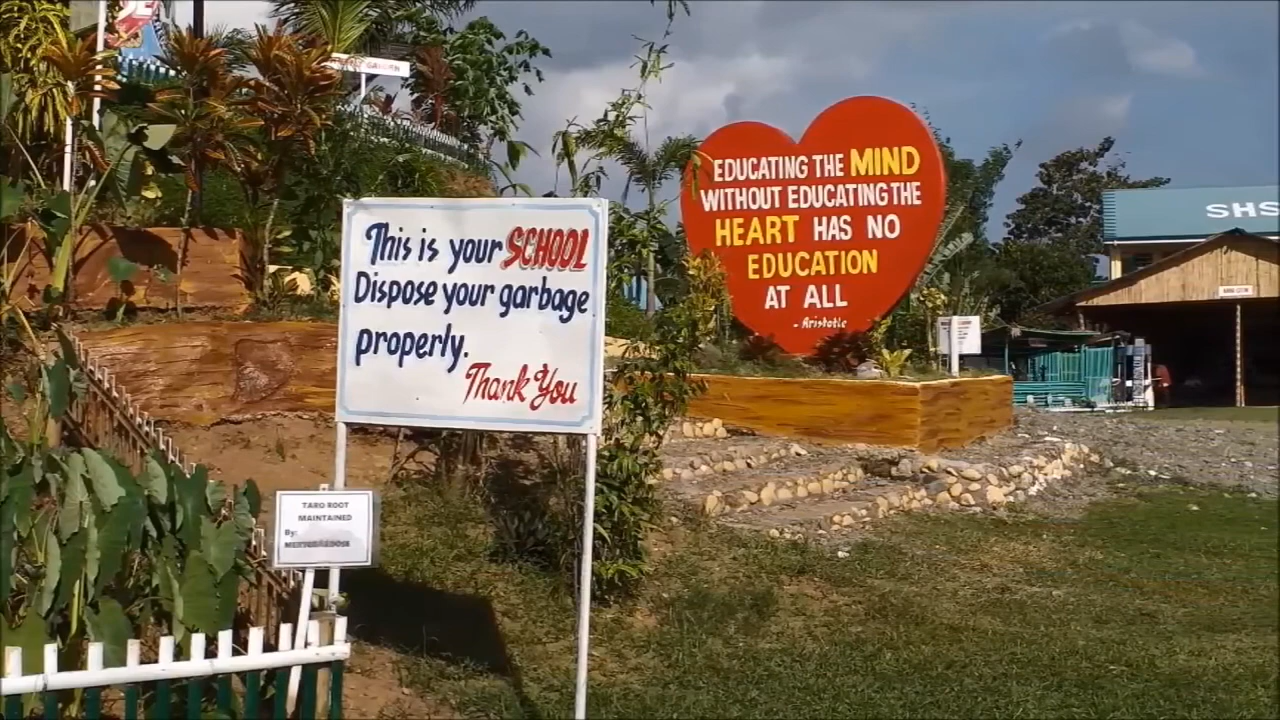 GARDEN
EDUCATING THE MIND
WITHOUT EDUCATING THE
HEART HAS NO
EDUCATION
AT ALL
- Aristotle
SHS
This is your SCHOOL
Dispose your garbage
properly.
Thank You
TARO ROOT
MAINTAINED
By: